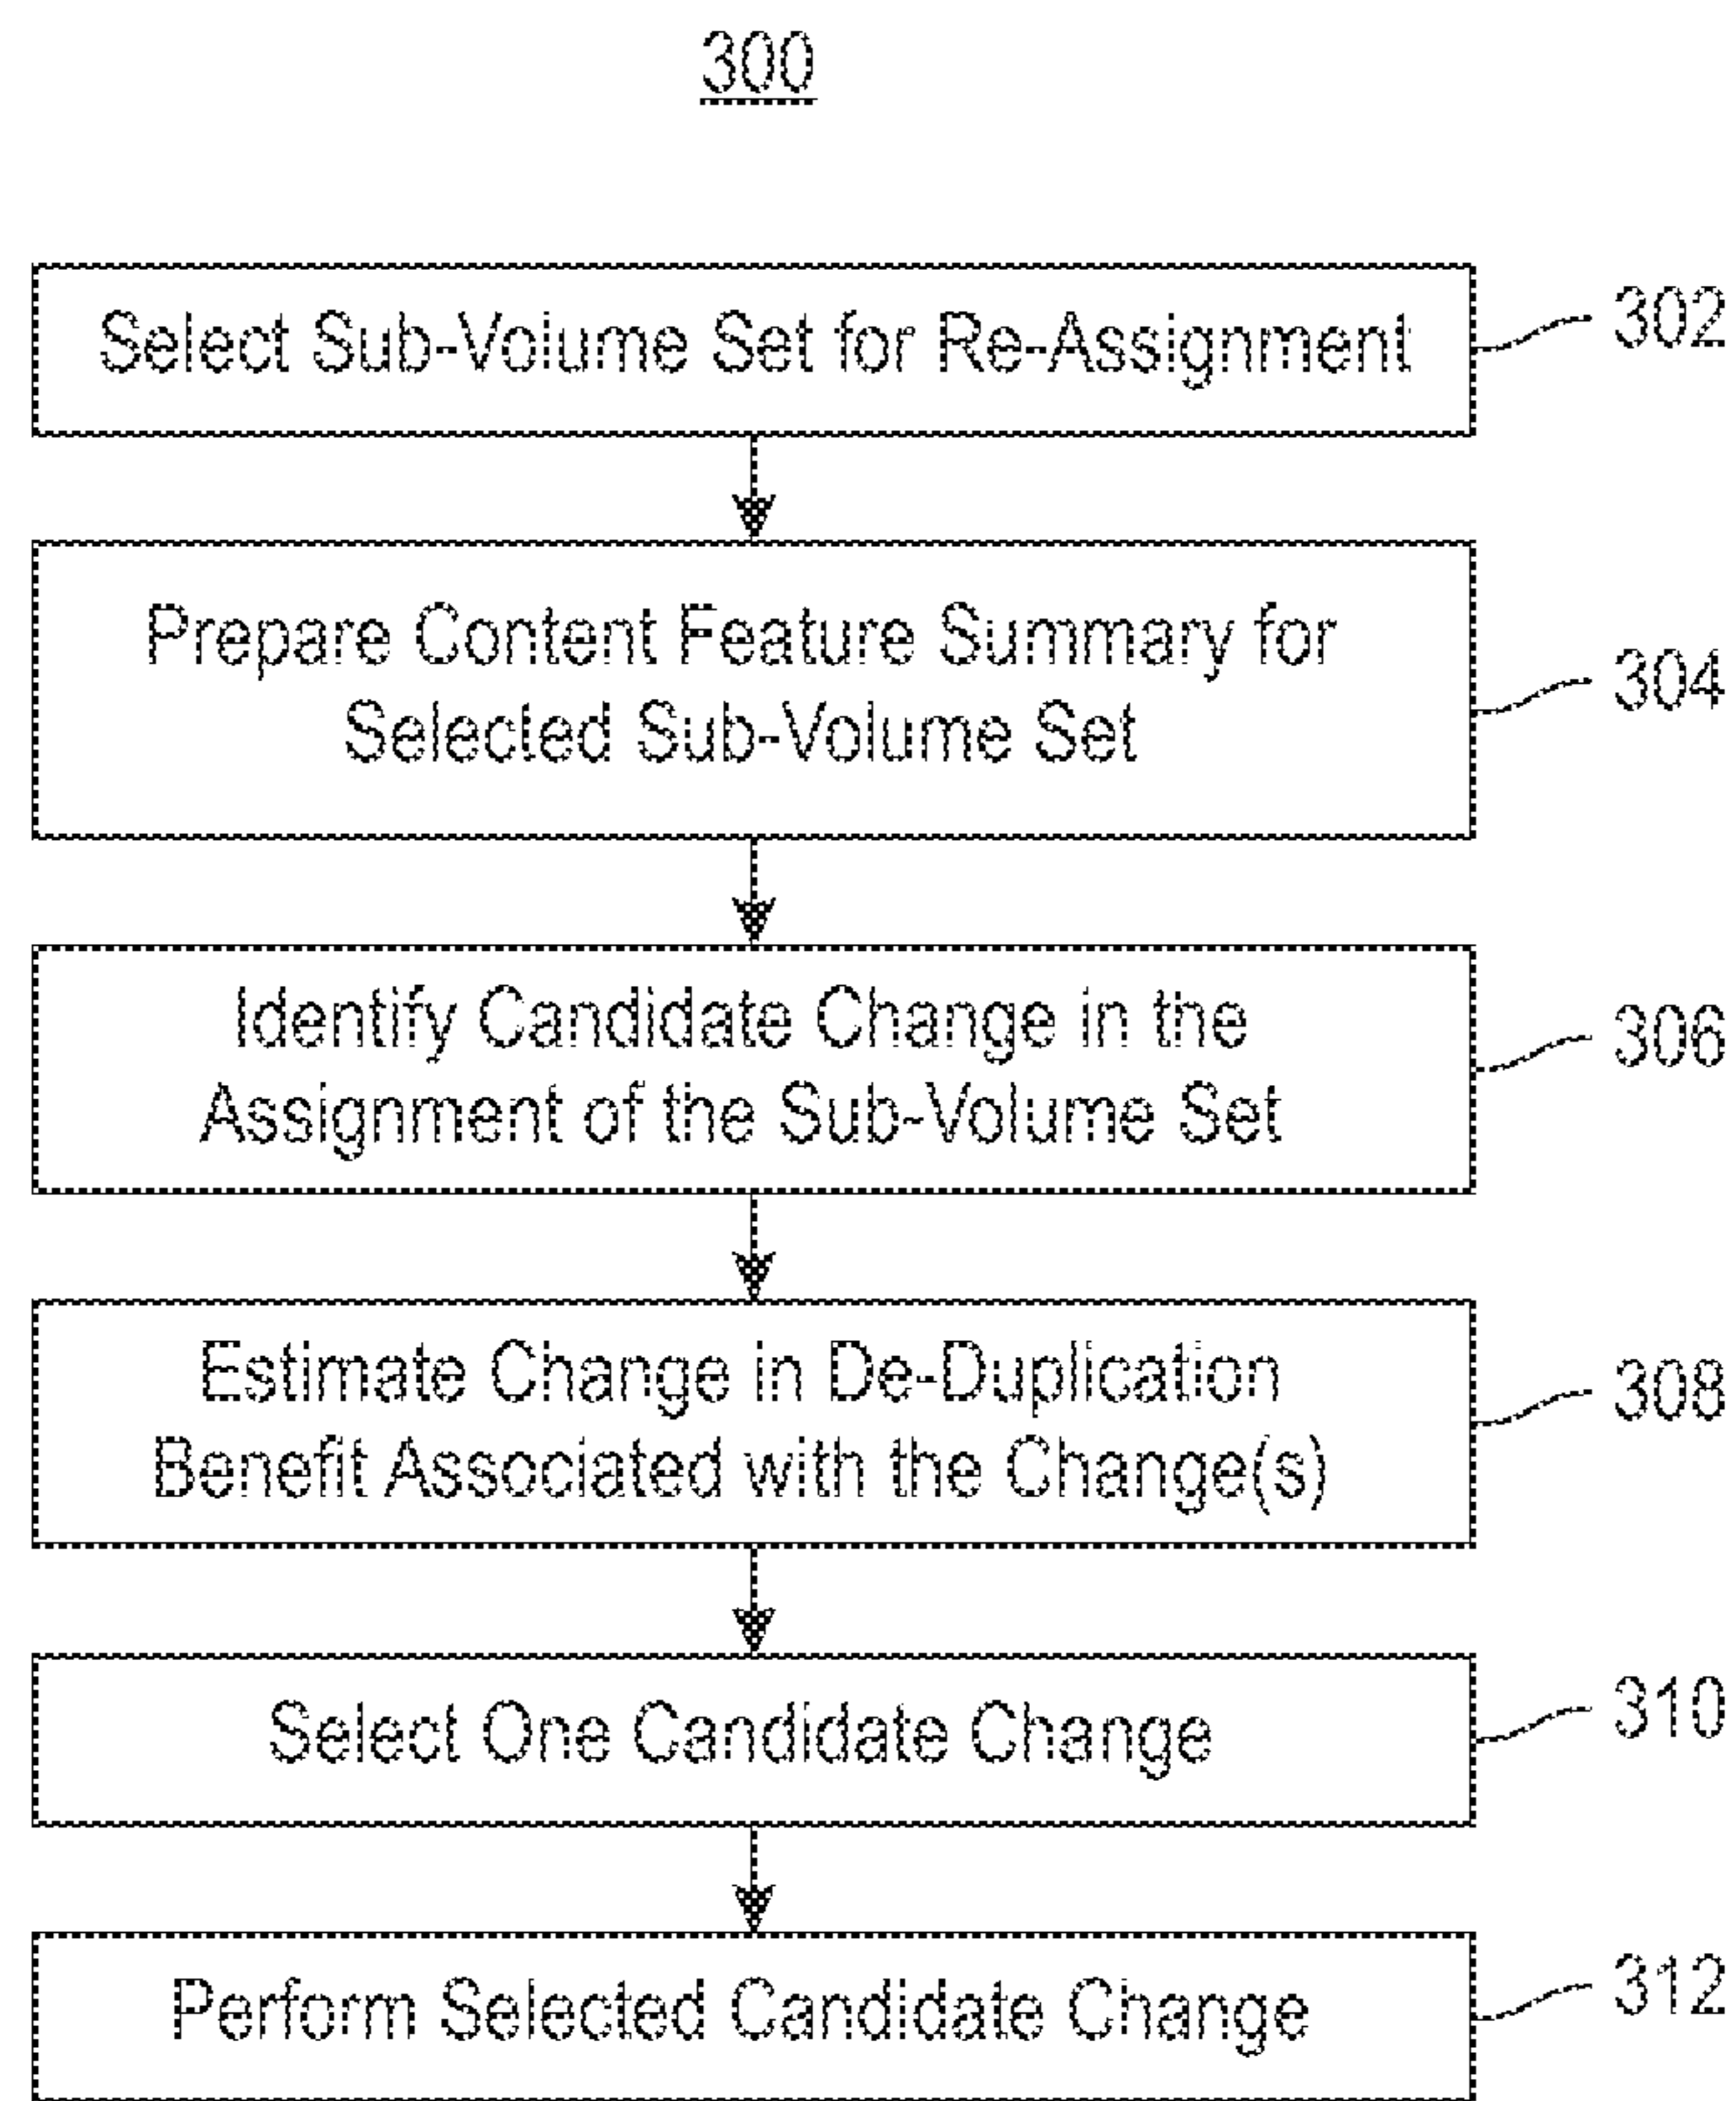 300
Select Sub-Volume Set for Re-Assignment
302
Prepare Content Feature Summary for
Selected Sub-Volume Set
304
Identify Candidate Change in the
Assignment of the Sub-Volume Set
306
Estimate Change in De-Duplication
Benefit Associated with the Change(s)
308
Select One Candidate Change
310
Perform Selected Candidate Change
312